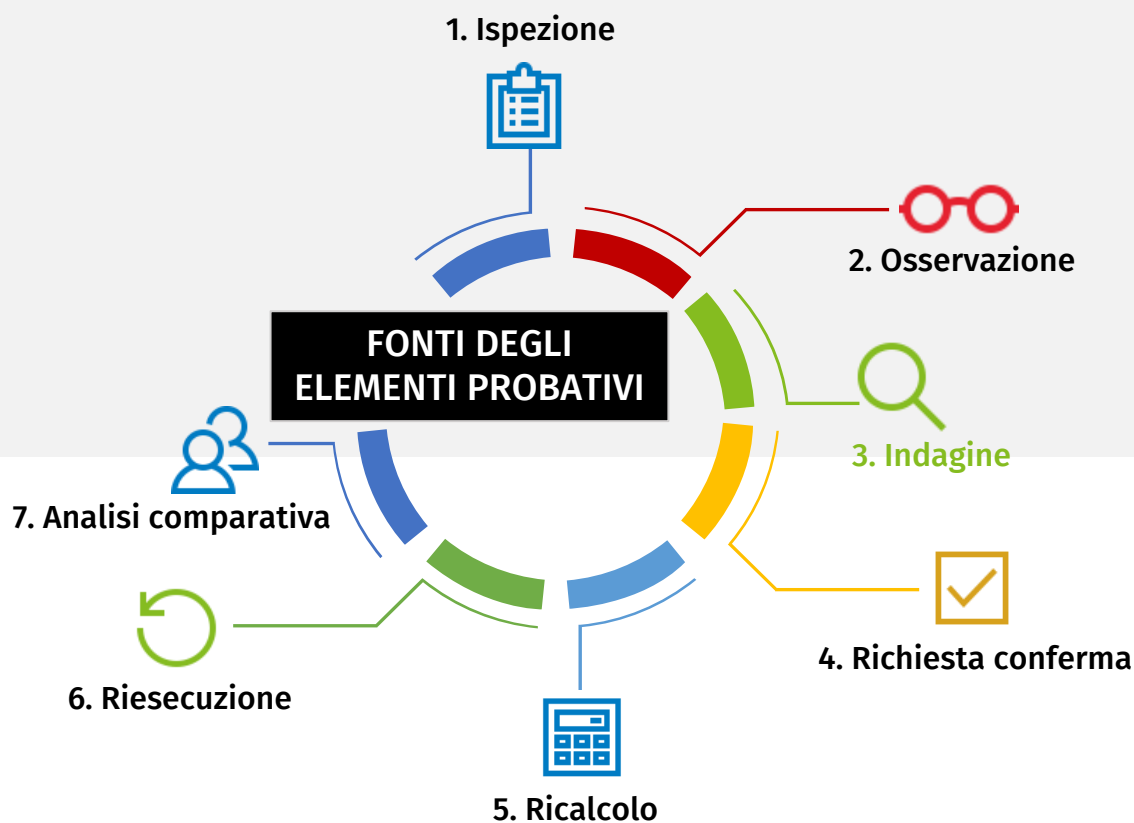 1. Ispezione
2. Osservazione
FONTI DEGLI
ELEMENTI PROBATIVI
3. Indagine
7. Analisi comparativa
4. Richiesta conferma
6. Riesecuzione
5. Ricalcolo